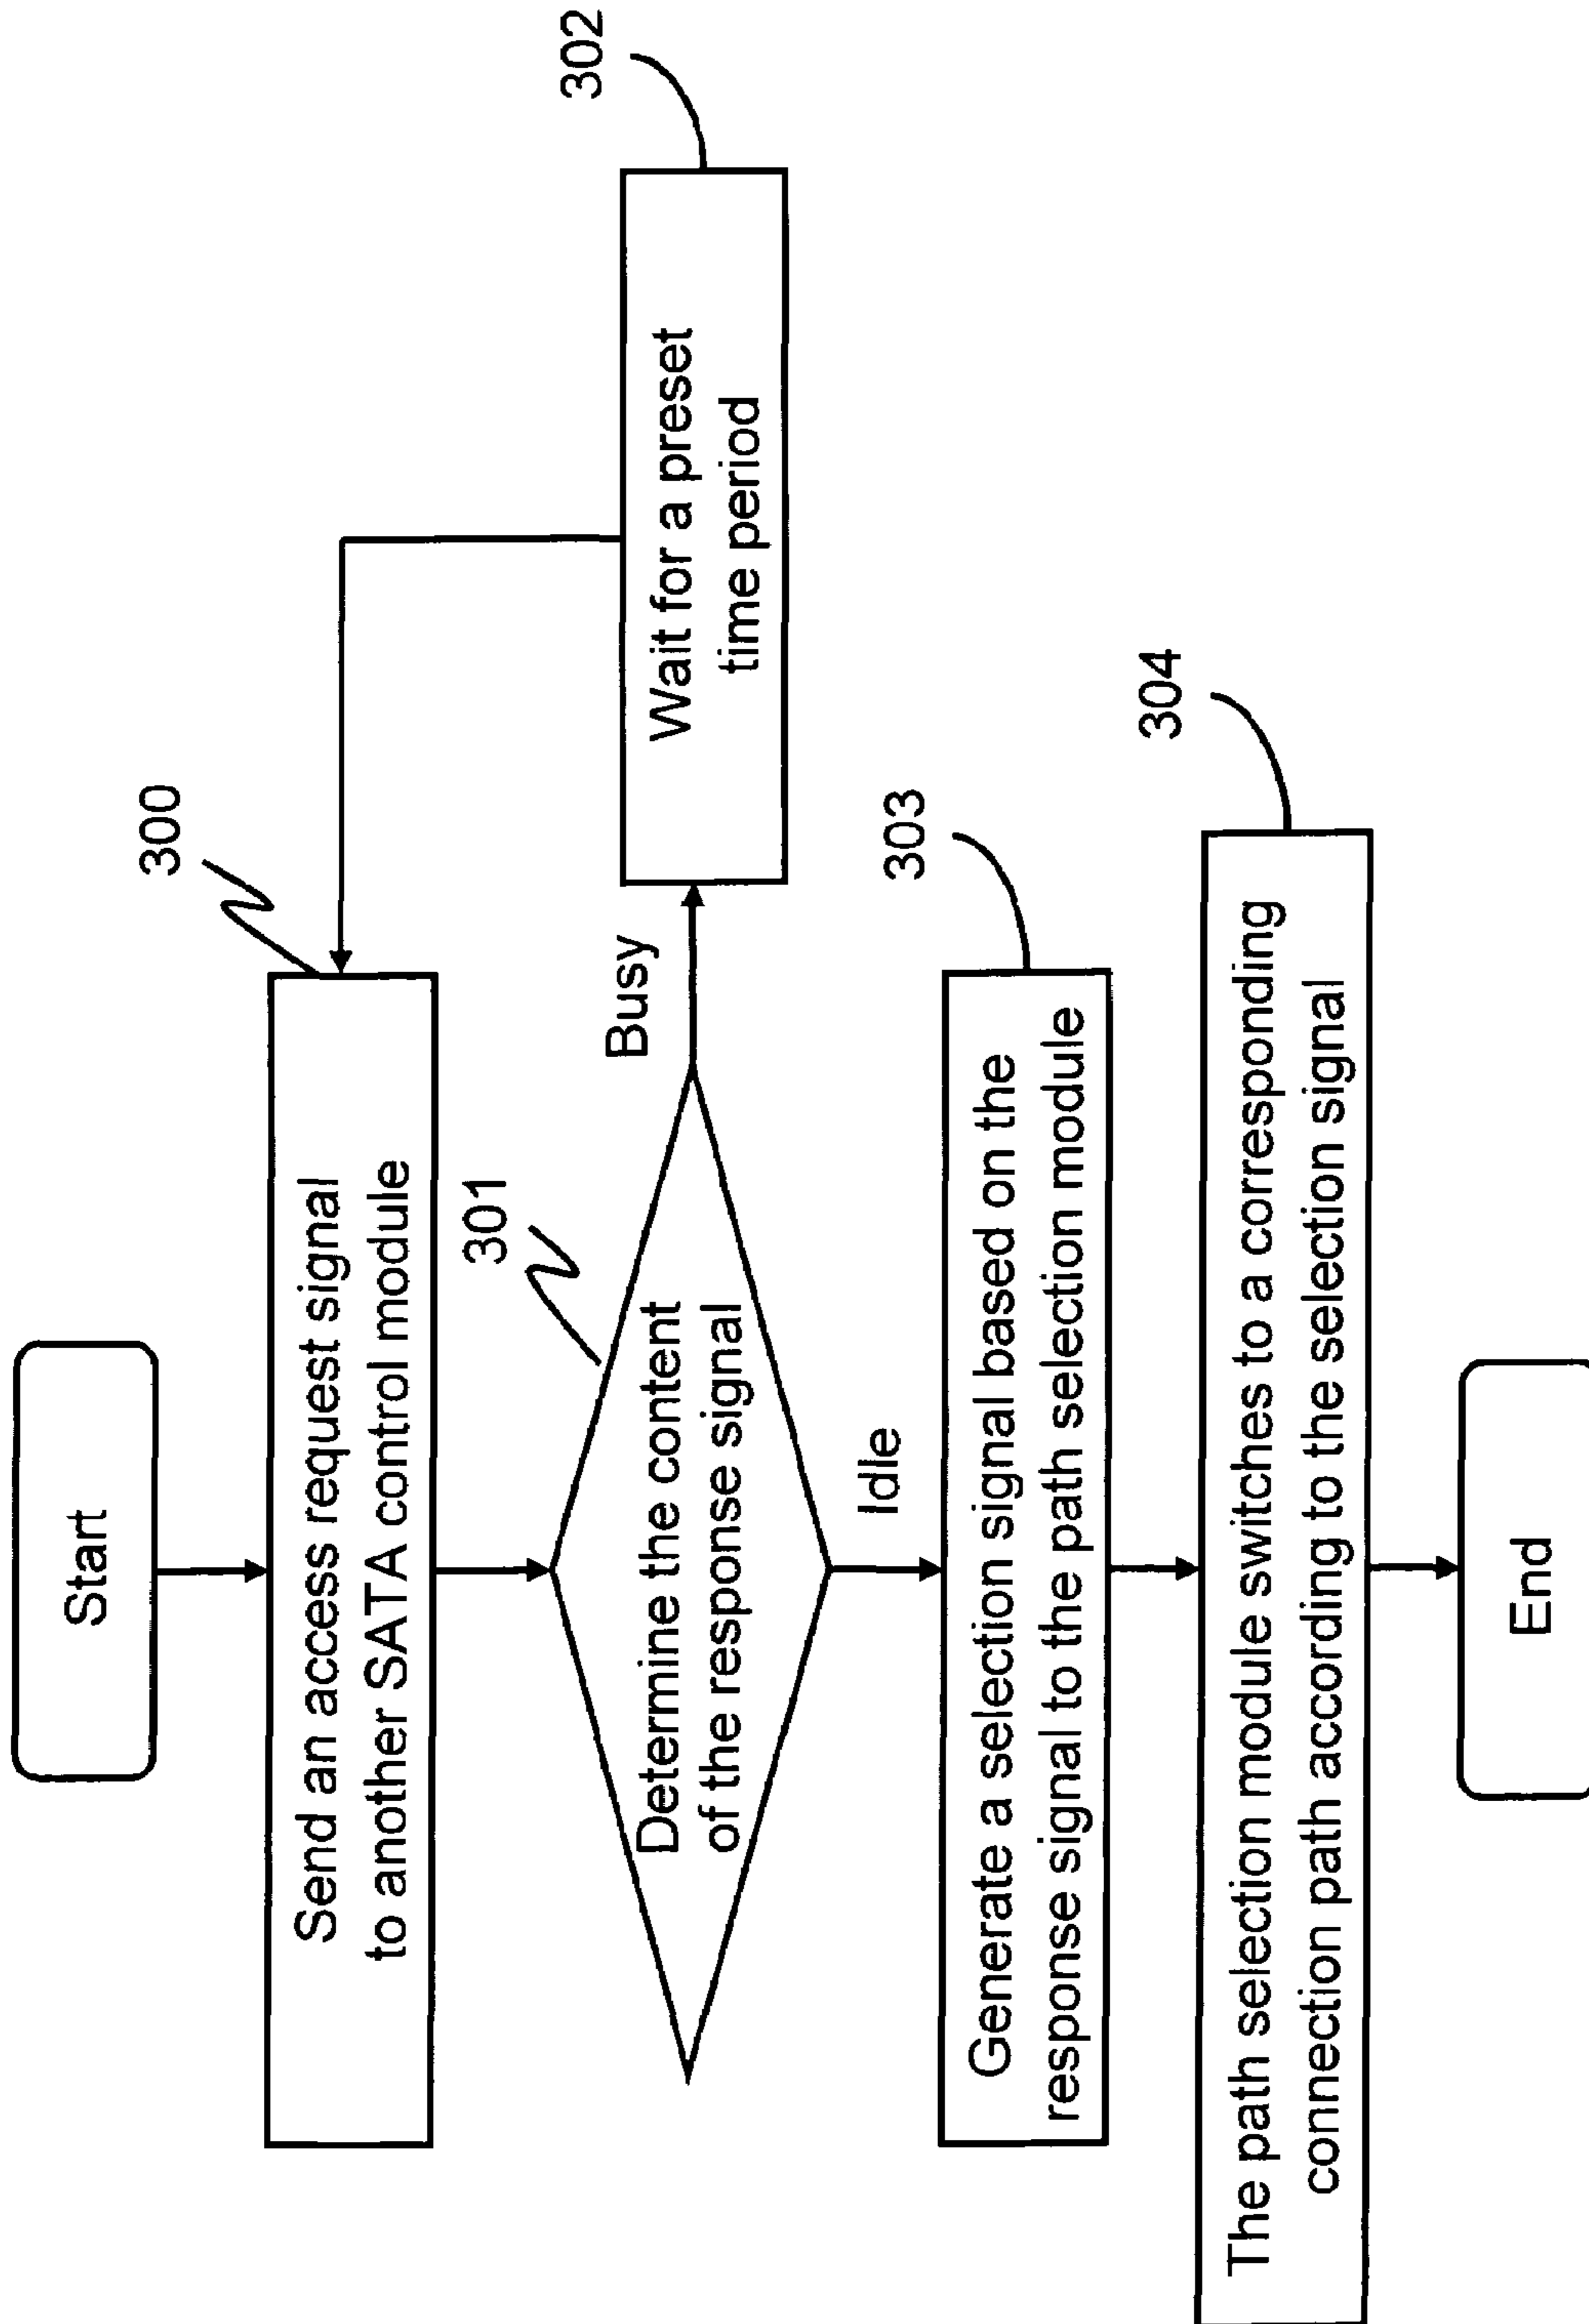 Start
300
Send an access request signal
to another SATA control module
301
Determine the content
of the response signal
Busy
302
Wait for a preset
time period
Idle
303
Generate a selection signal based on the
response signal to the path selection module
304
The path selection module switches to a corresponding
connection path according to the selection signal
End